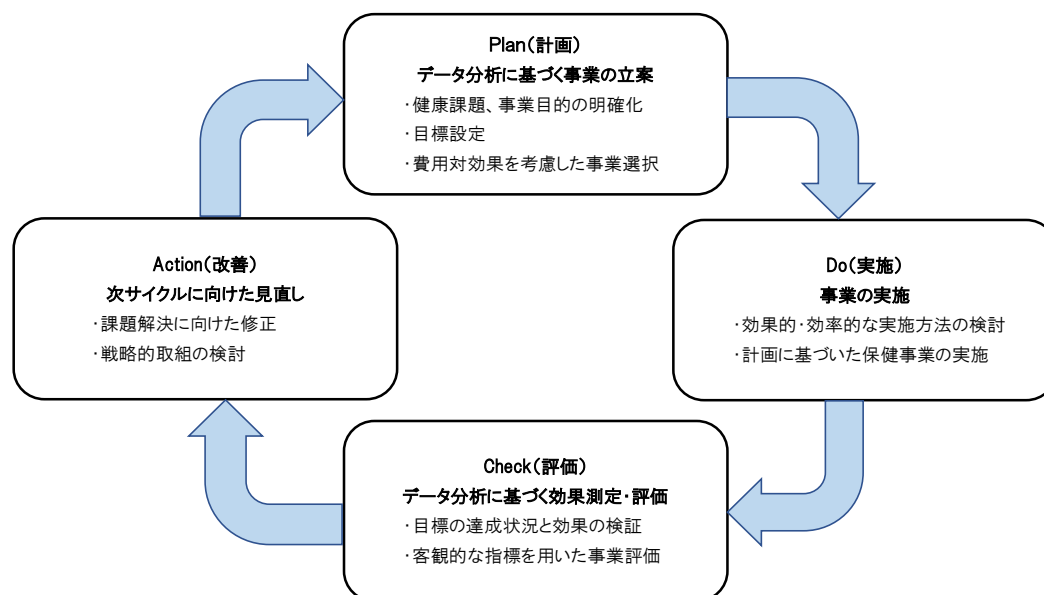 Plan(計画)
データ分析に基づく事業の立案
・健康課題、事業目的の明確化
・目標設定
・費用対効果を考慮した事業選択
Do(実施)
事業の実施
・効果的・効率的な実施方法の検討
・計画に基づいた保健事業の実施
Check(評価)
データ分析に基づく効果測定・評価
・目標の達成状況と効果の検証
・客観的な指標を用いた事業評価
Action(改善)
次サイクルに向けた見直し
・課題解決に向けた修正
・戦略的取組の検討